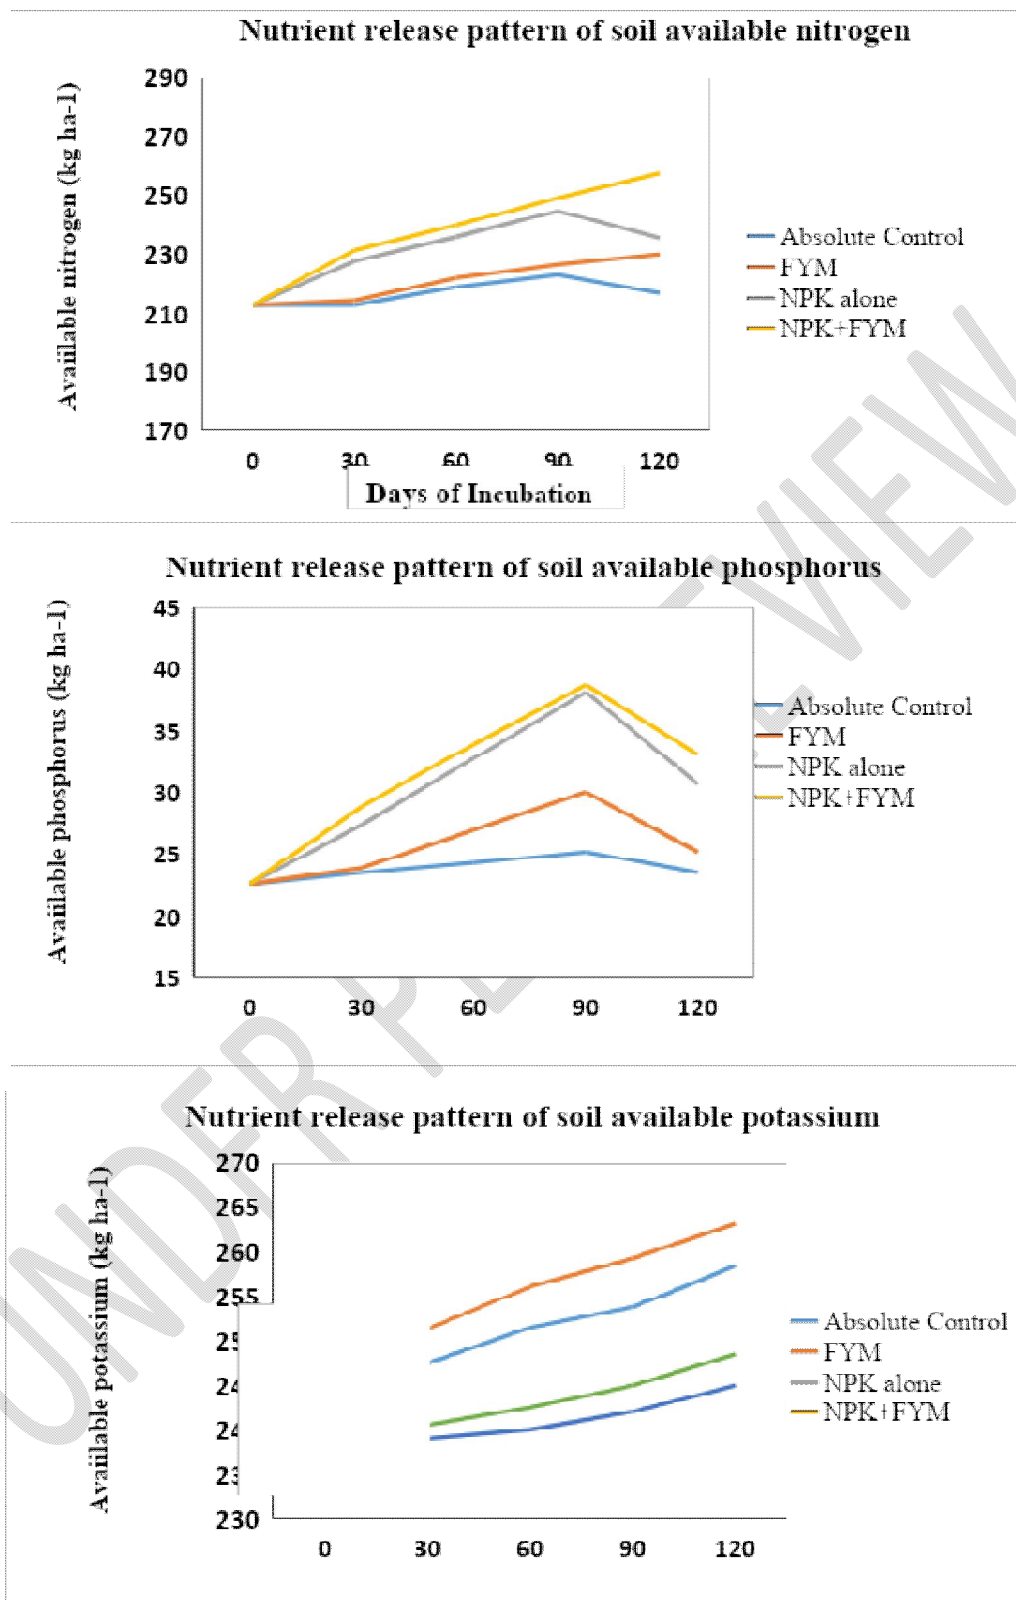 Nutrient release pattern of soil available nitrogen
Avaiilable nitrogen (kg ha-1)
290
270
250
230
210
190
170
0 30 60 90 120
Days of Incubation
Absolute Control
FYM
NPK alone
NPK+FYM
Nutrient release pattern of soil available phosphorus
Avaiilable phosphorus (kg ha-1)
45
40
35
30
25
20
15
0 30 60 90 120
Absolute Control
FYM
NPK alone
NPK+FYM
Nutrient release pattern of soil available potassium
Avaiilable potassium (kg ha-1)
270
265
260
255
230
0 30 60 90 120
Absolute Control
FYM
NPK alone
NPK+FYM